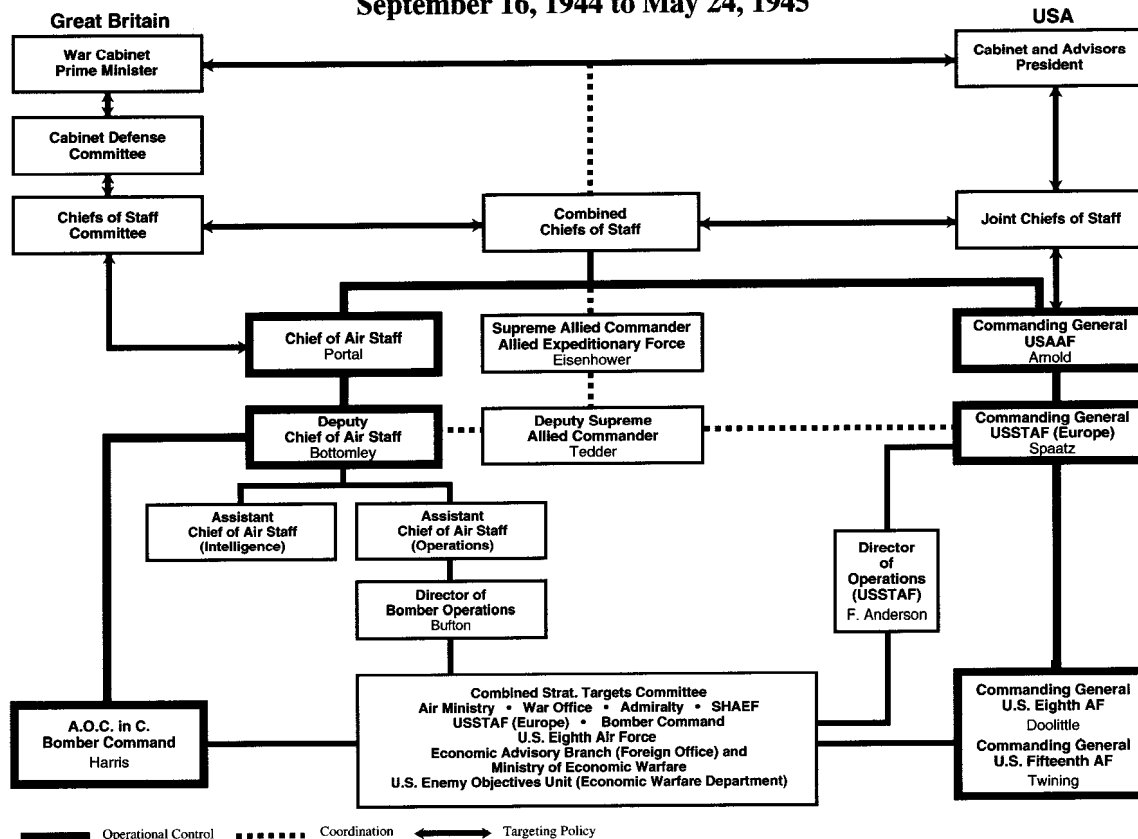 September 16, 1944 to May 24, 1945
Great Britain
USA
War Cabinet
Prime Minister
Cabinet and Advisors
President
Cabinet Defense
Committee
Chiefs of Staff
Committee
Combined
Chiefs of Staff
Joint Chiefs of Staff
Chief of Air Staff
Portal
Supreme Allied Commander
Allied Expeditionary Force
Eisenhower
Commanding General
USAAF
Arnold
Deputy
Chief of Air Staff
Bottomley
Deputy Supreme
Allied Commander
Tedder
Commanding General
USSTAF (Europe)
Spaatz
Assistant
Chief of Air Staff
(Intelligence)
Assistant
Chief of Air Staff
(Operations)
Director
of
Operations
(USSTAF)
F. Anderson
Director of
Bomber Operations
Bufton
A.O.C. in C.
Bomber Command
Harris
Combined Strat. Targets Committee
Air Ministry • War Office • Admiralty • SHAEF
USSTAF (Europe) • Bomber Command
U.S. Eighth Air Force
Economic Advisory Branch (Foreign Office) and
Ministry of Economic Warfare
U.S. Enemy Objectives Unit (Economic Warfare Department)
Commanding General
U.S. Eighth AF
Doolittle
Commanding General
U.S. Fifteenth AF
Twining
Operational Control
Coordination
Targeting Policy